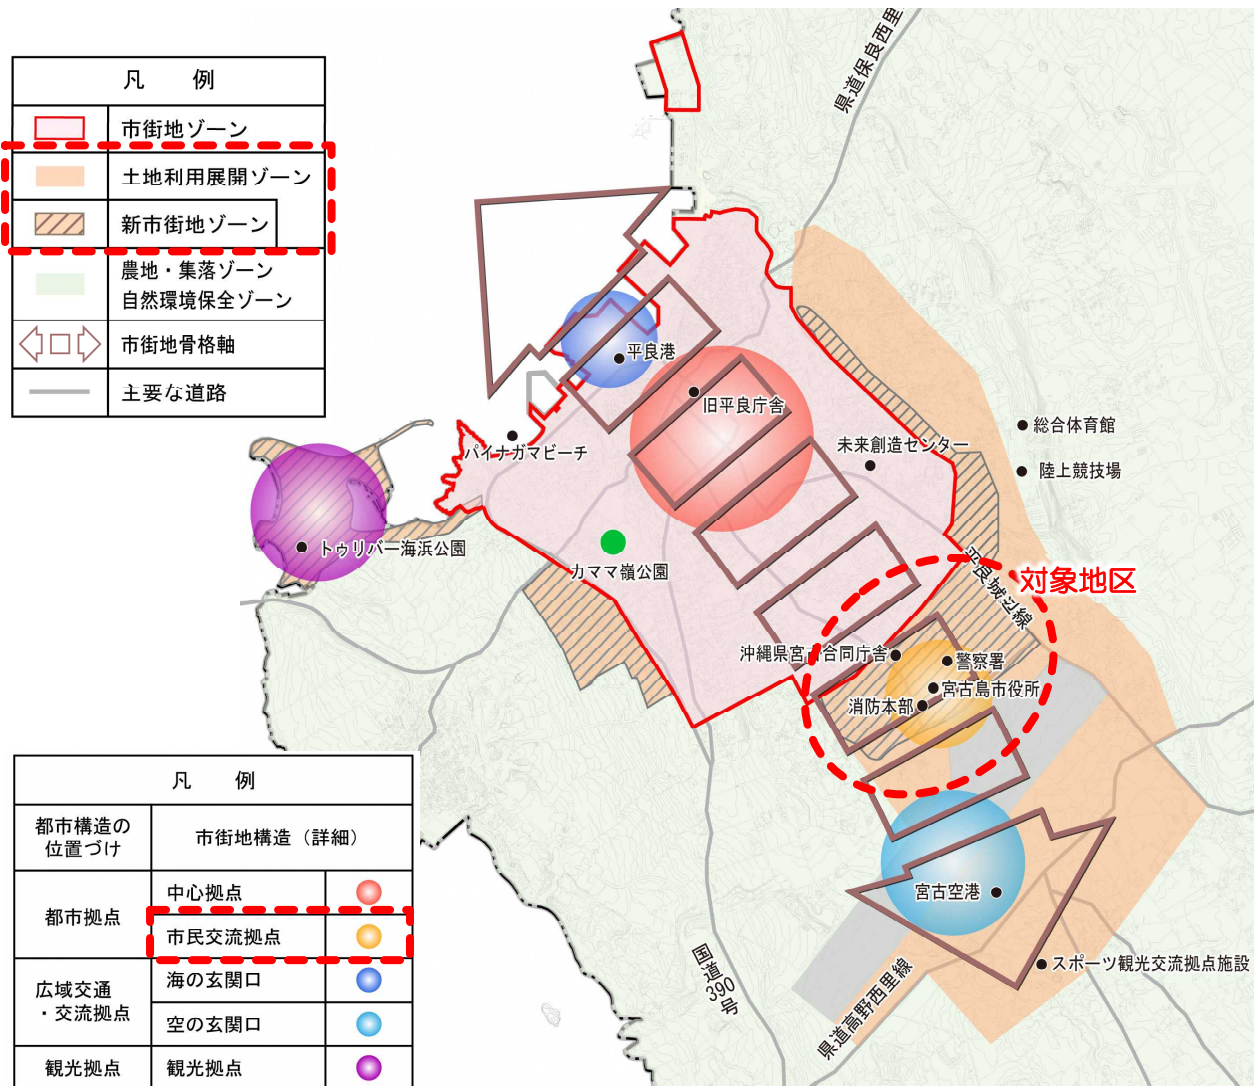 凡 例
市街地ゾーン
土地利用展開ゾーン
新市街地ゾーン
農地・集落ゾーン
自然環境保全ゾーン
市街地骨格軸
主要な道路
県道保良西里
平良港
旧平良庁舎
パイナガマビーチ
未来創造センター
総合体育館
陸上競技場
トゥリバー海浜公園
カママ嶺公園
平良城辺線
対象地区
沖縄県宮古合同庁舎
警察署
宮古島市役所
消防本部
宮古空港
スポーツ観光交流拠点施設
国道390号
県道高野西里線
凡 例
都市構造の
位置づけ
市街地構造（詳細）
都市拠点
中心拠点
市民交流拠点
広域交通
・交流拠点
海の玄関口
空の玄関口
観光拠点
観光拠点